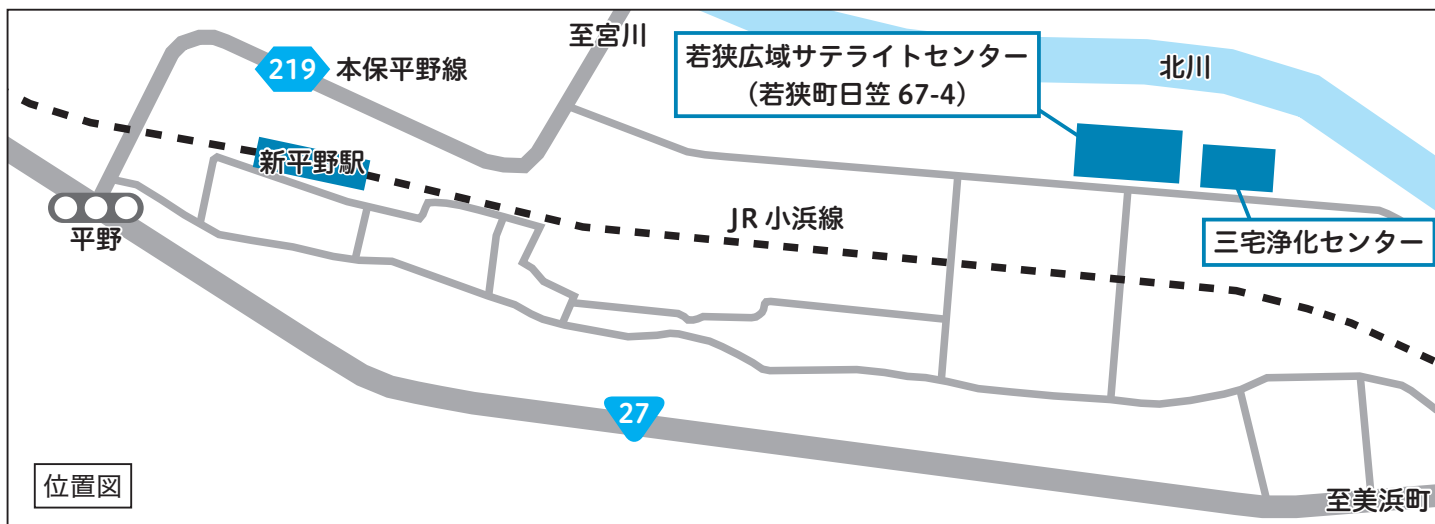 至宮川
219
本保平野線
若狭広域サテライトセンター
（若狭町日笠 67-4）
北川
新平野駅
平野
JR 小浜線
三宅浄化センター
27
位置図
至美浜町